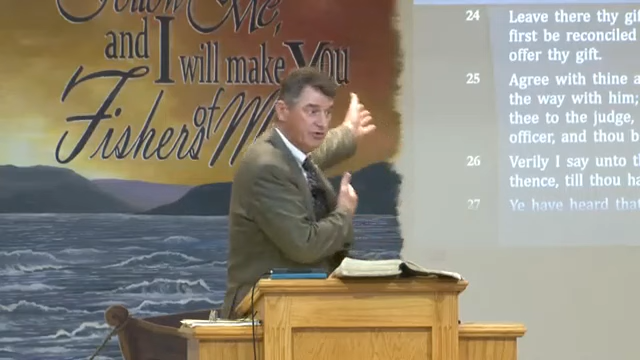 Follow Me,
and I will make You
Fishers of M
24 Leave there thy gif
first be reconciled
offer thy gift.
25 Agree with thine a
the way with him;
thee to the judge,
officer, and thou b
26 Verily I say unto th
thence, till thou ha
27 Ye have heard that